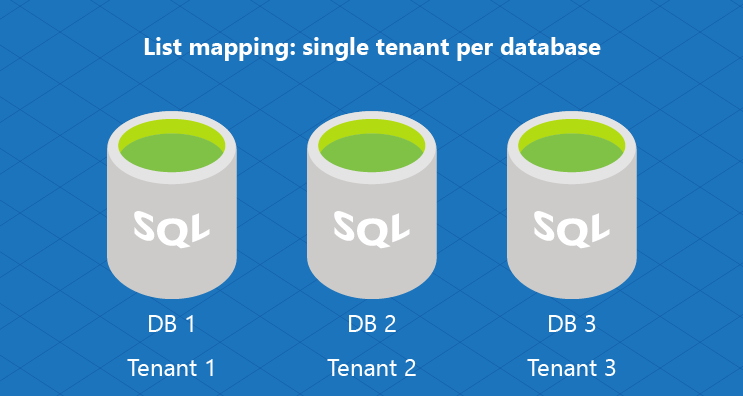 List mapping: single tenant per database
SQL SQL SQL
DB 1 DB 2 DB 3
Tenant 1 Tenant 2 Tenant 3